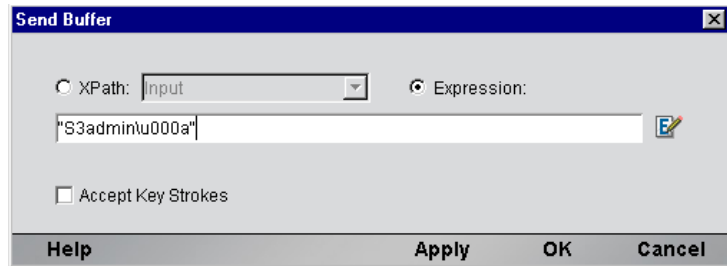 Send Buffer
XPath: Input Expression:
"S3admin\u000a"
Accept Key Strokes
Help Apply OK Cancel